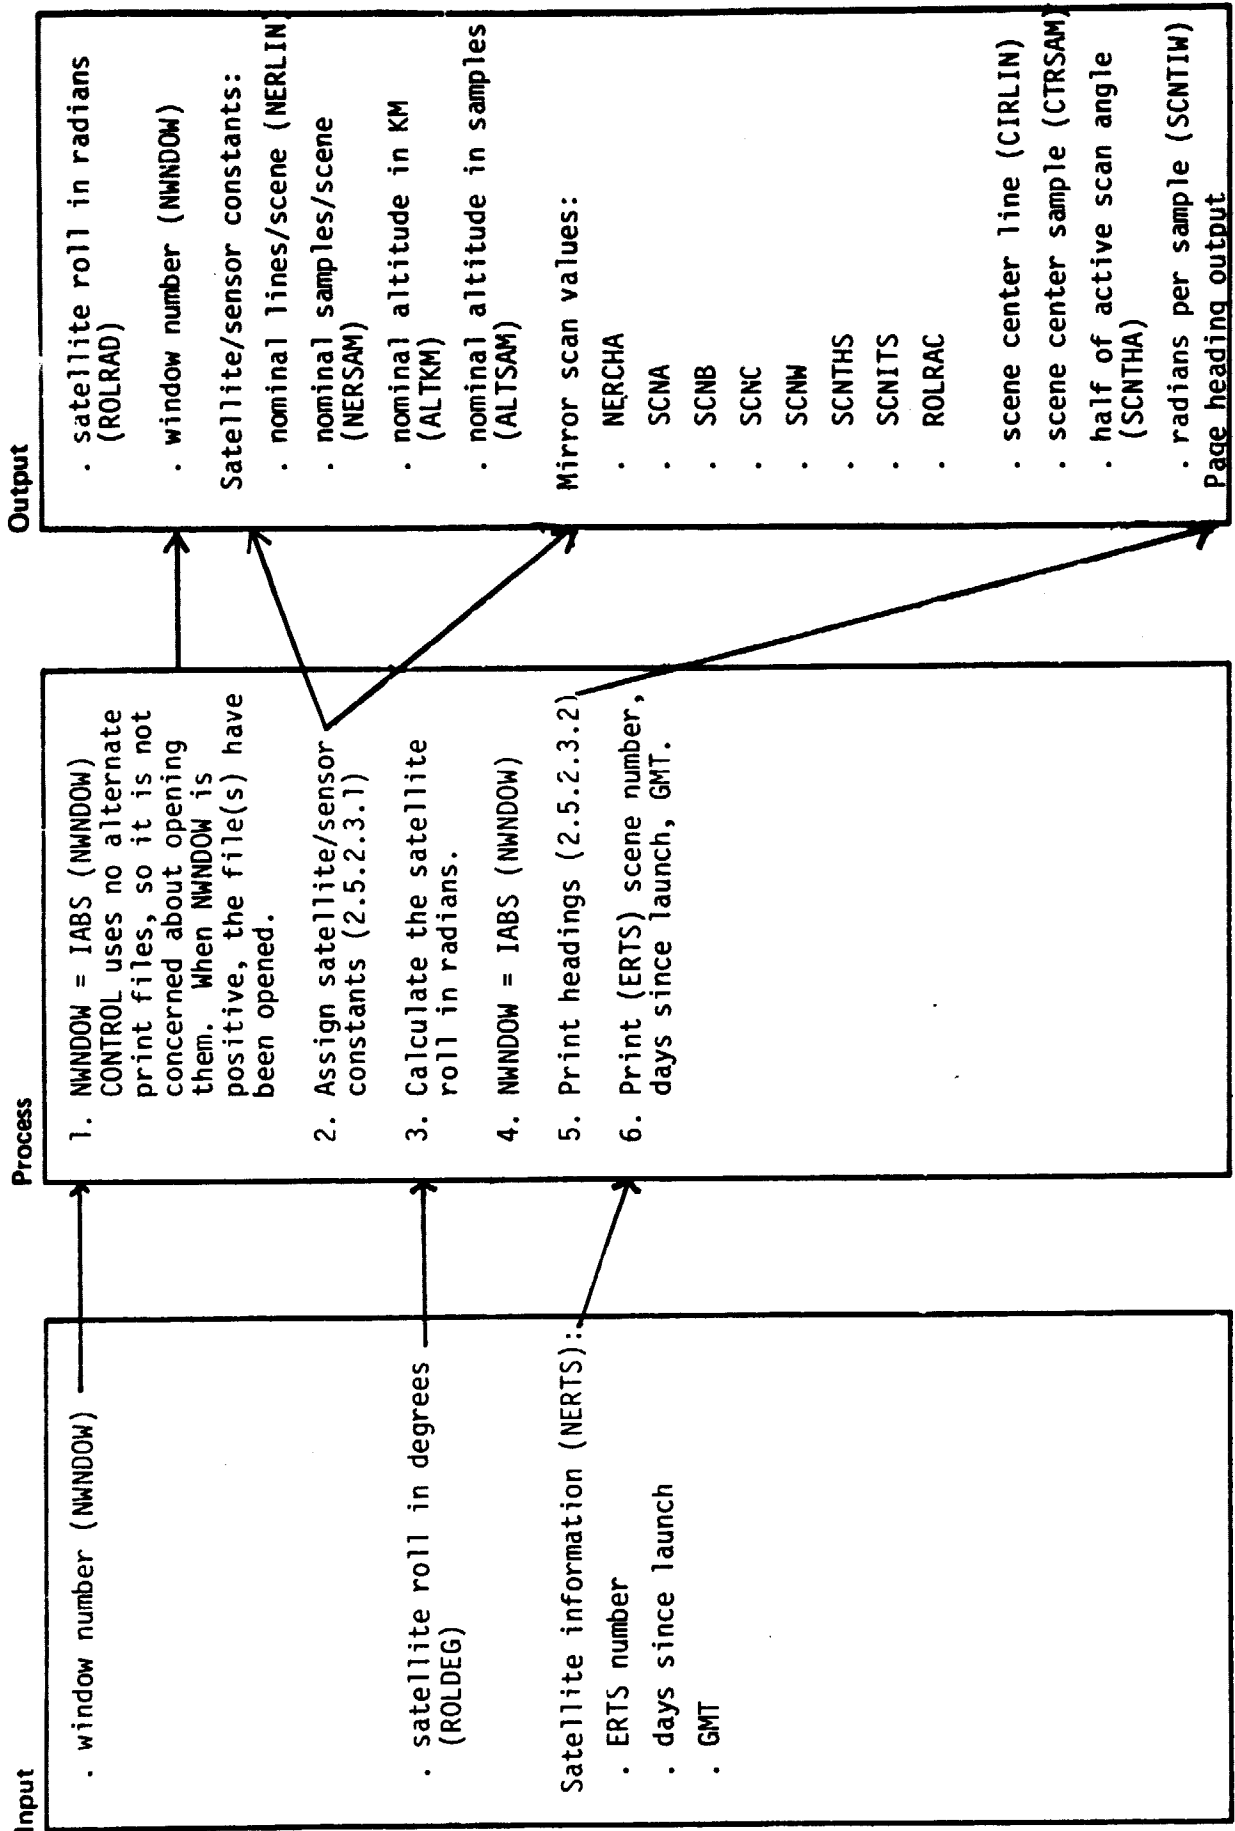 Input
. window number (NWNDOW)
. satellite roll in degrees
(ROLDEG)
Satellite information (NERTS):
. ERTS number
. days since launch
. GMT
Process
1. NWNDOW = IABS (NWNDOW)
CONTROL uses no alternate
print files, so it is not
concerned about opening
them. When NWNDOW is
positive, the file(s) have
been opened.
2. Assign satellite/sensor
constants (2.5.2.3.1)
3. Calculate the satellite
roll in radians.
4. NWNDOW = IABS (NWNDOW)
5. Print headings (2.5.2.3.2)
6. Print (ERTS) scene number,
days since launch, GMT.
Output
. satellite roll in radians
(ROLRAD)
. window number (NWNDOW)
Satellite/sensor constants:
. nominal lines/scene (NERLIN)
. nominal samples/scene
(NERSAM)
. nominal altitude in KM
(ALTKM)
. nominal altitude in samples
(ALTSAM)
Mirror scan values:
. NERCHA
. SCNA
. SCNB
. SCNC
. SCNW
. SCNTHS
. SCNITS
. ROLRAC
. scene center line (CIRLIN)
. scene center sample (CTRSAM)
. half of active scan angle
(SCNTHA)
. radians per sample (SCNTIW)
Page heading output